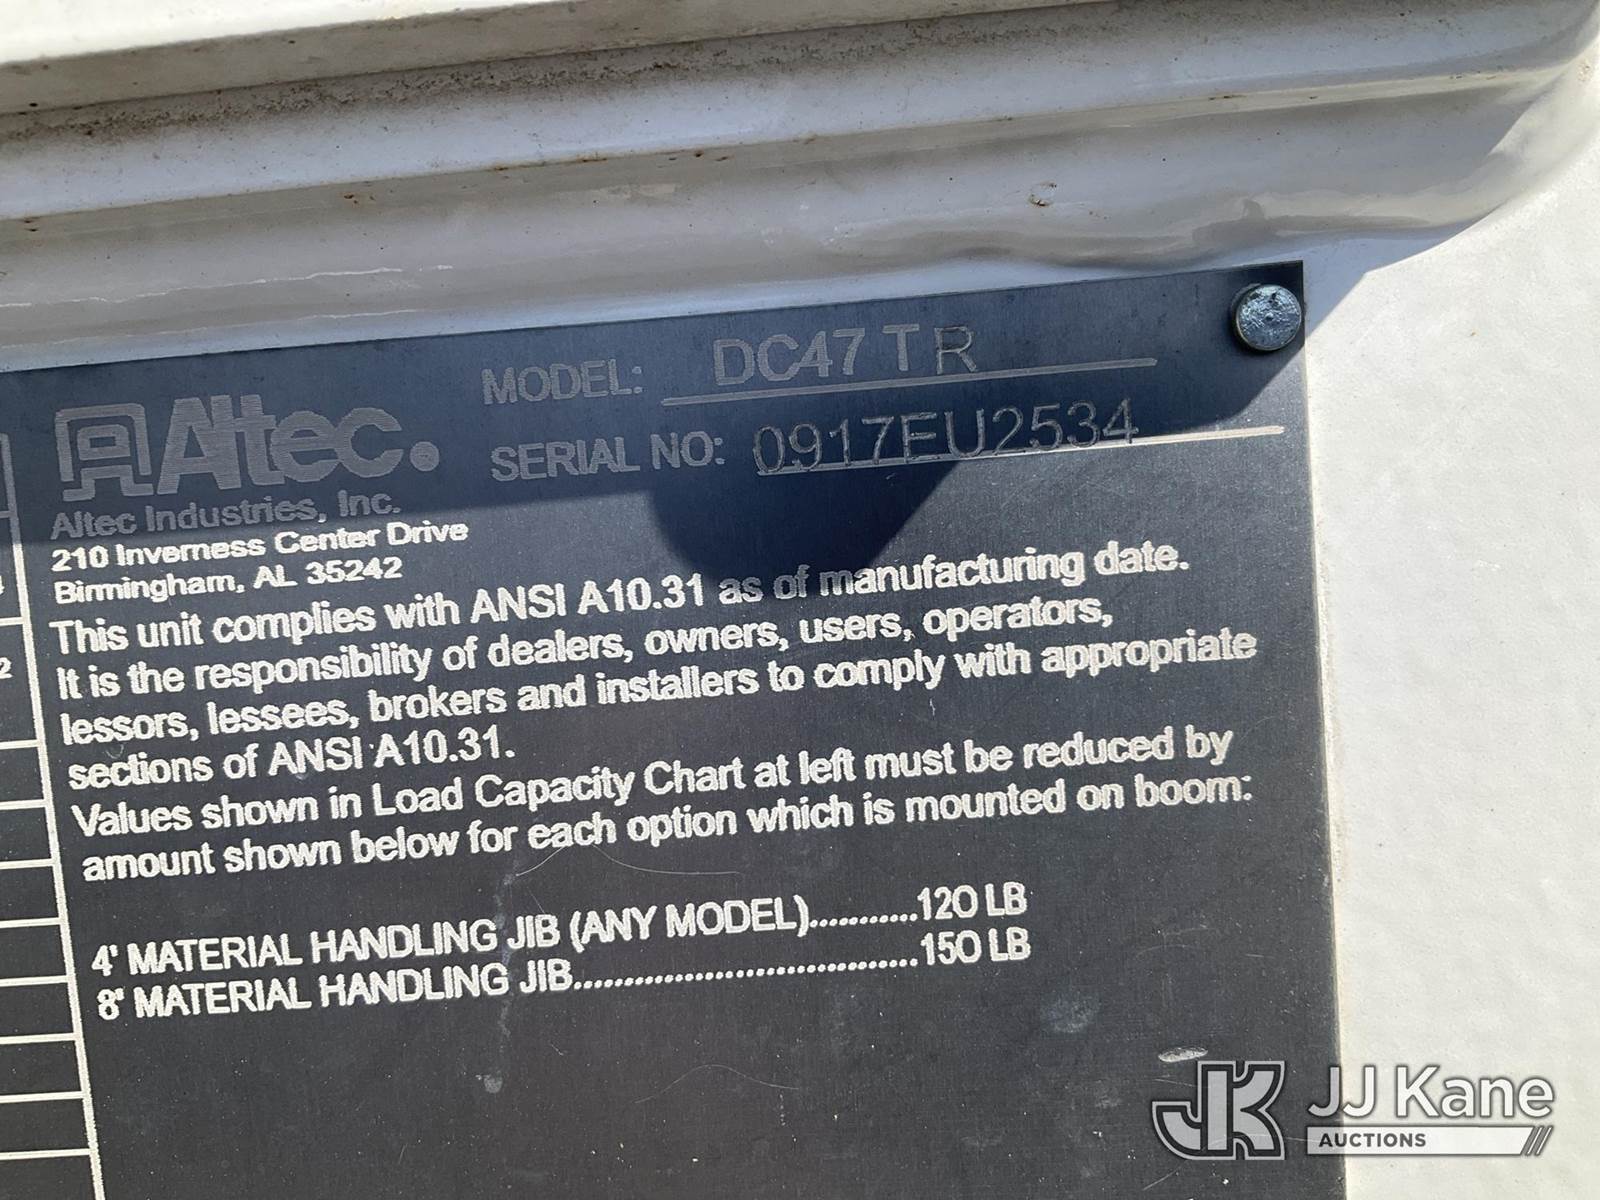 MODEL: DC47 TR
SERIAL NO: 0917EU2534
Altec.
Altec Industries, Inc.
210 Inverness Center Drive
Birmingham, AL 35242
This unit complies with ANSI A10.31 as of manufacturing date.
It is the responsibility of dealers, owners, users, operators,
lessors, lessees, brokers and installers to comply with appropriate
sections of ANSI A10.31.
Values shown in Load Capacity Chart at left must be reduced by
amount shown below for each option which is mounted on boom:
4' MATERIAL HANDLING JIB (ANY MODEL)...........120 LB
8' MATERIAL HANDLING JIB..................................150 LB
JK JJ Kane
AUCTIONS